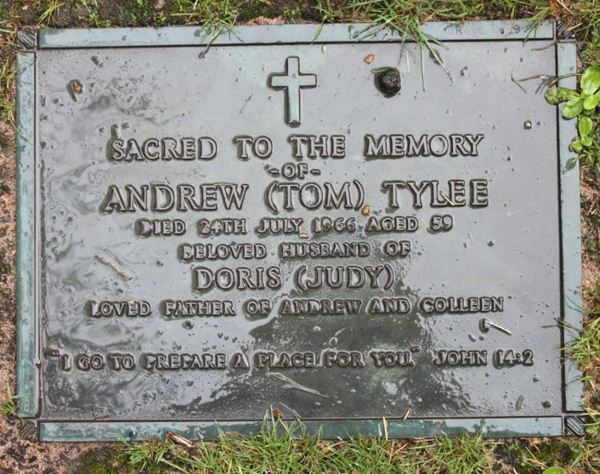 SACRED TO THE MEMORY
-OF-
ANDREW (TOM) TYLEE
DIED 24TH JULY 1966 AGED 59
BELOVED HUSBAND OF
DORIS (JUDY)
LOVED FATHER OF ANDREW AND COLLEEN
"I GO TO PREPARE A PLACE FOR YOU." JOHN 14:2